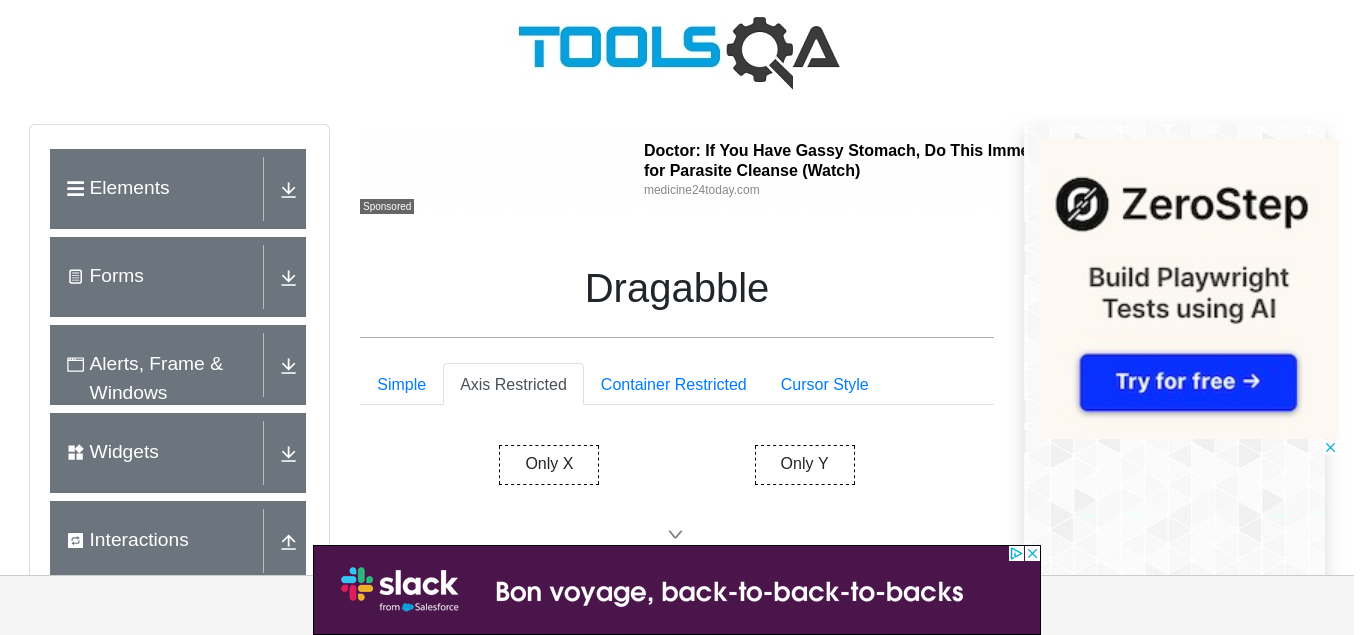 TOOLSQA
Elements
Forms
Alerts, Frame &
Windows
Widgets
Interactions
Doctor: If You Have Gassy Stomach, Do This Imme
for Parasite Cleanse (Watch)
medicine24today.com
Sponsored
Dragabble
Simple
Axis Restricted
Container Restricted
Cursor Style
Only X
Only Y
ZeroStep
Build Playwright
Tests using AI
Try for free →
slack
from Salesforce
Bon voyage, back-to-back-to-backs